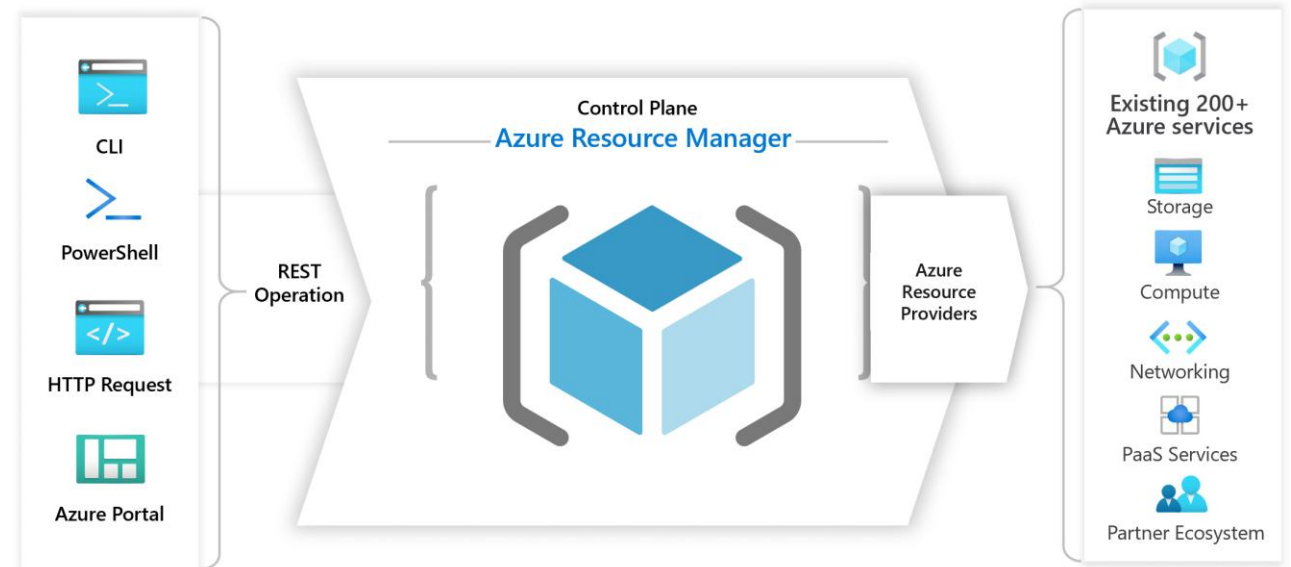 CLI
PowerShell
HTTP Request
Azure Portal
REST
Operation
Control Plane
Azure Resource Manager
Azure
Resource
Providers
Existing 200+
Azure services
Storage
Compute
Networking
PaaS Services
Partner Ecosystem